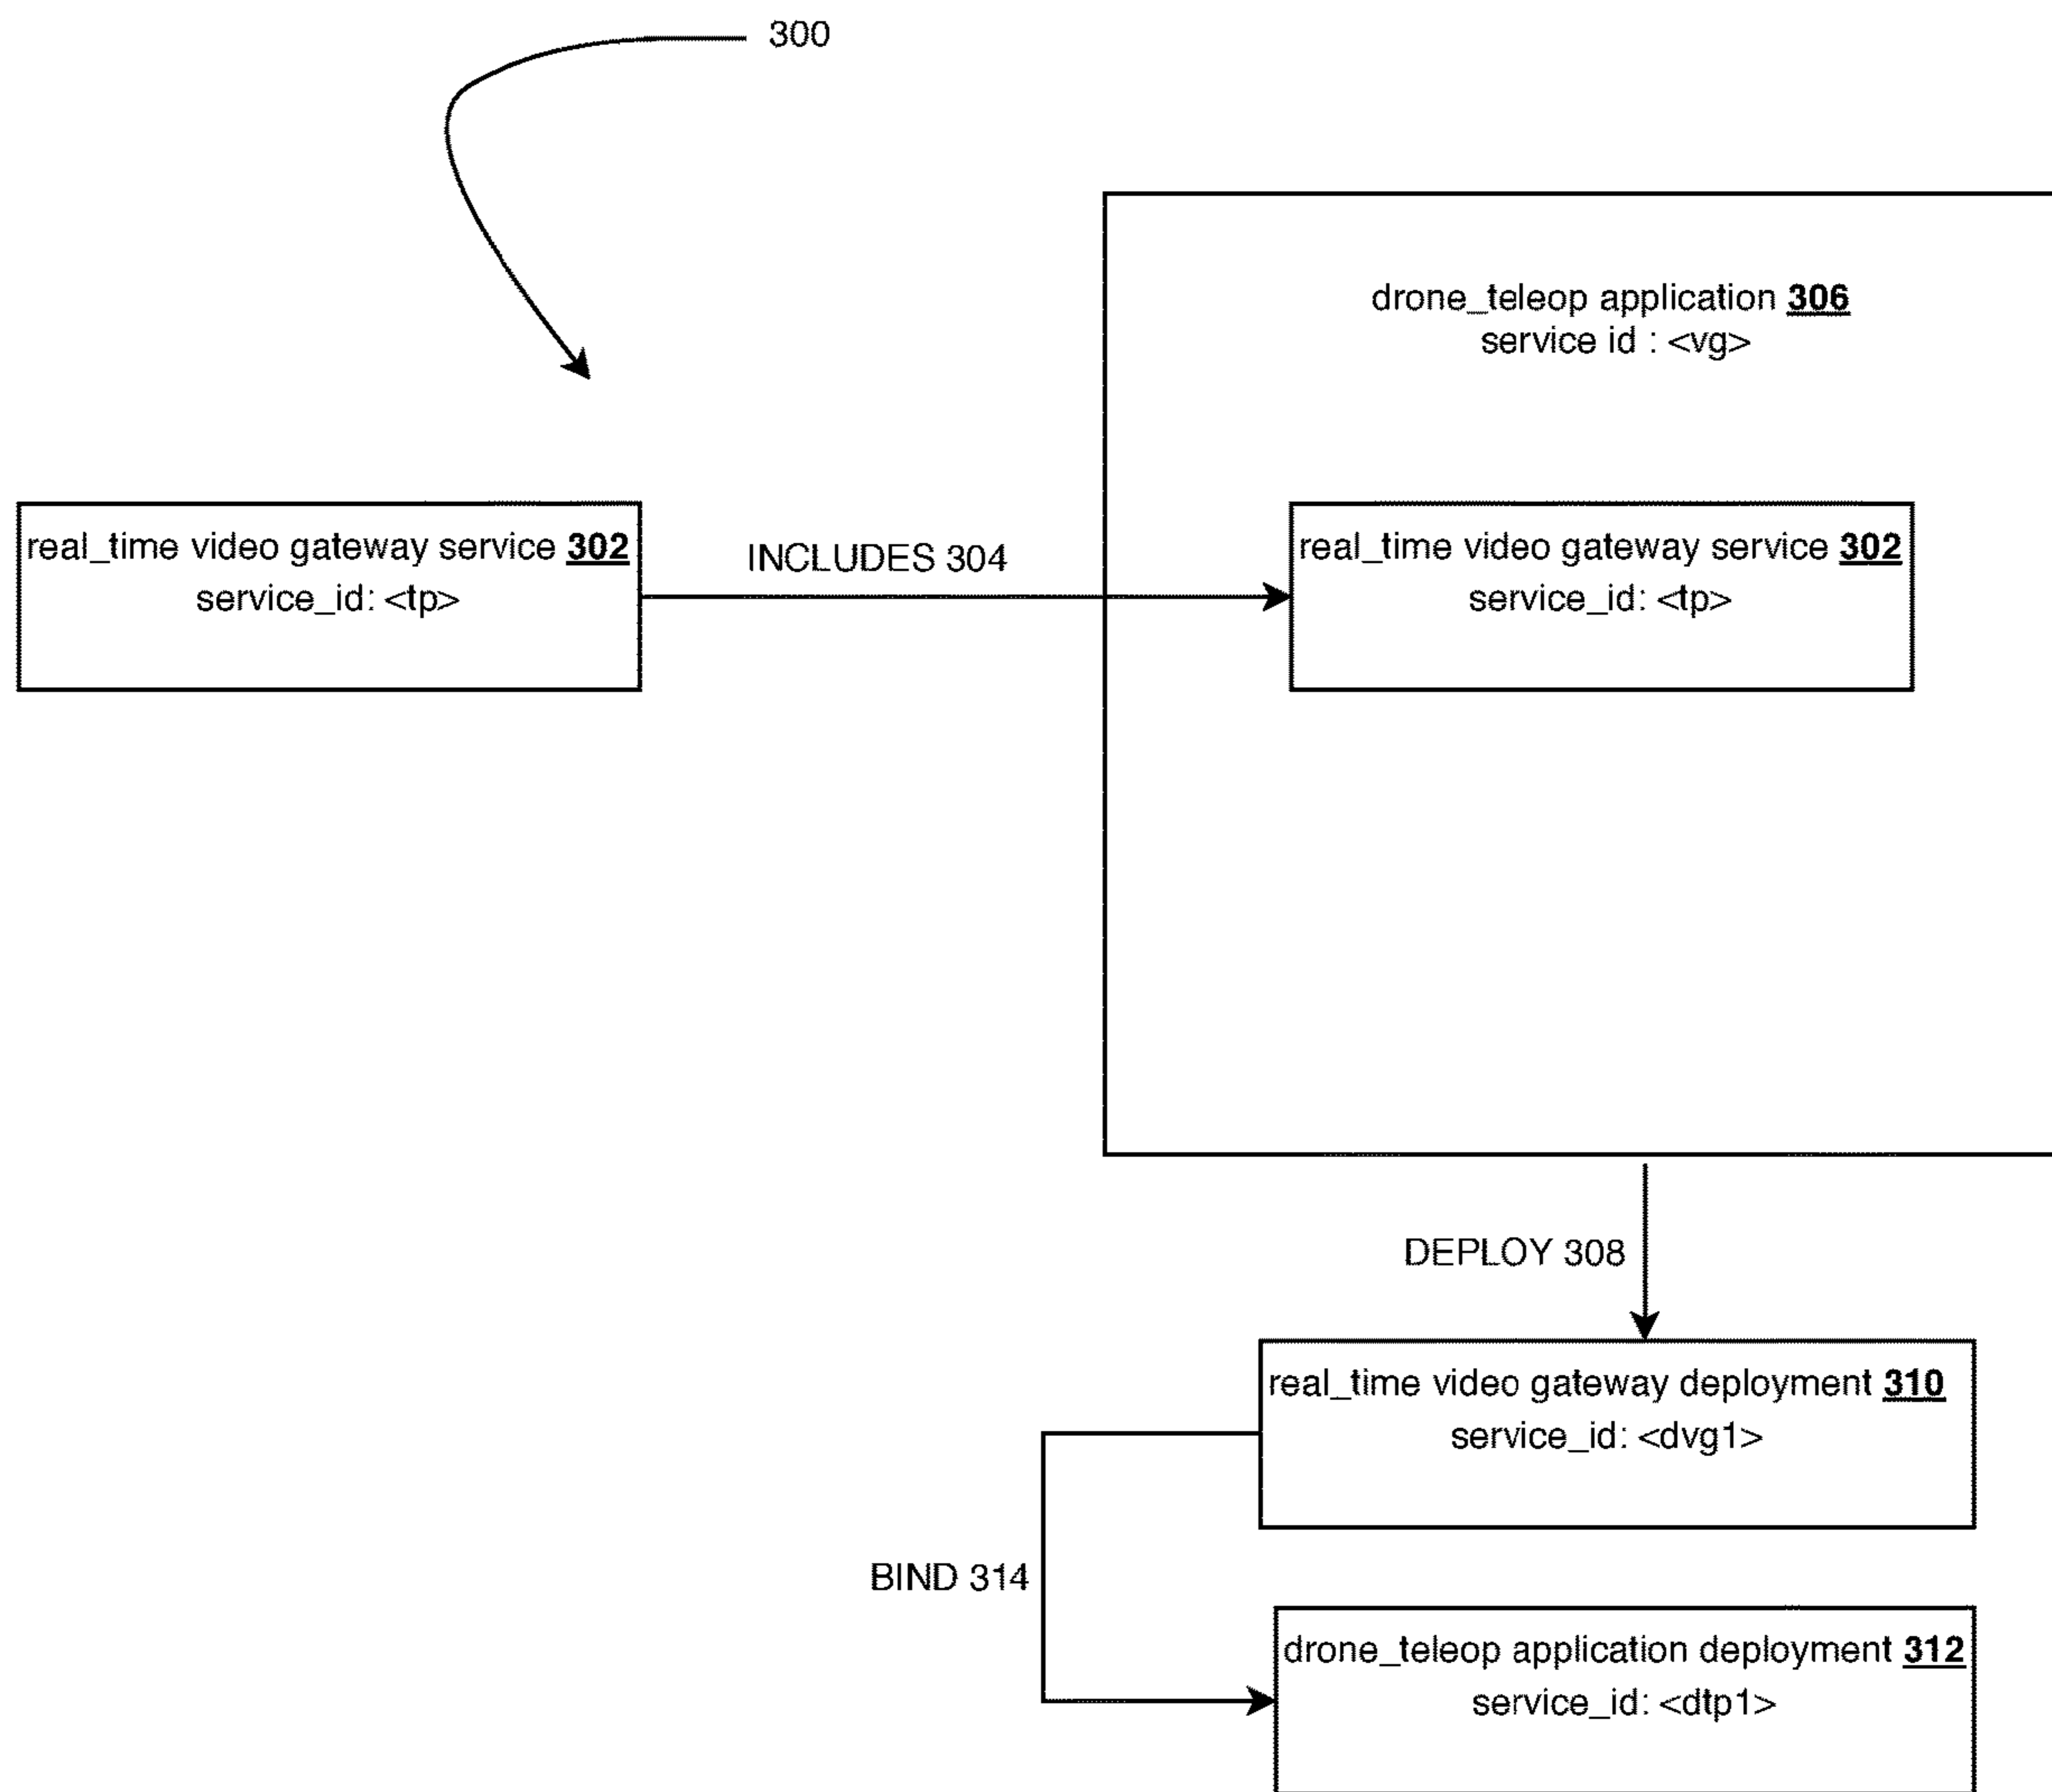 300
drone_teleop application 306
service id : <vg>
real_time video gateway service 302
service_id: <tp>
INCLUDES 304
real_time video gateway service 302
service_id: <tp>
DEPLOY 308
real_time video gateway deployment 310
service_id: <dvg1>
BIND 314
drone_teleop application deployment 312
service_id: <dtp1>